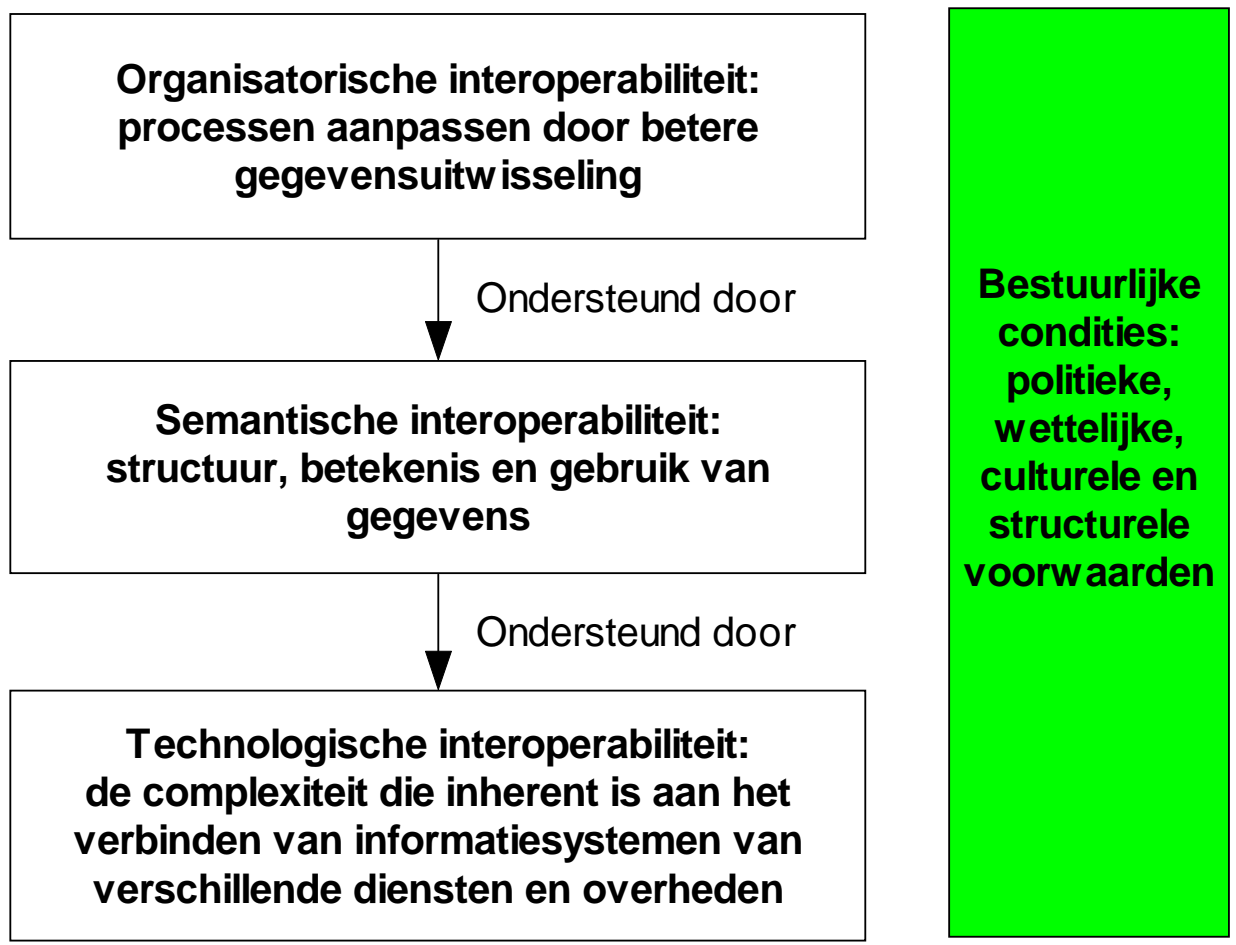 Organisatorische interoperabiliteit:
processen aanpassen door betere
gegevensuitwisseling
Ondersteund door
Semantische interoperabiliteit:
structuur, betekenis en gebruik van
gegevens
Ondersteund door
Technologische interoperabiliteit:
de complexiteit die inherent is aan het
verbinden van informatiesystemen van
verschillende diensten en overheden
Bestuurlijke
condities:
politieke,
wettelijke,
culturele en
structurele
voorwaarden